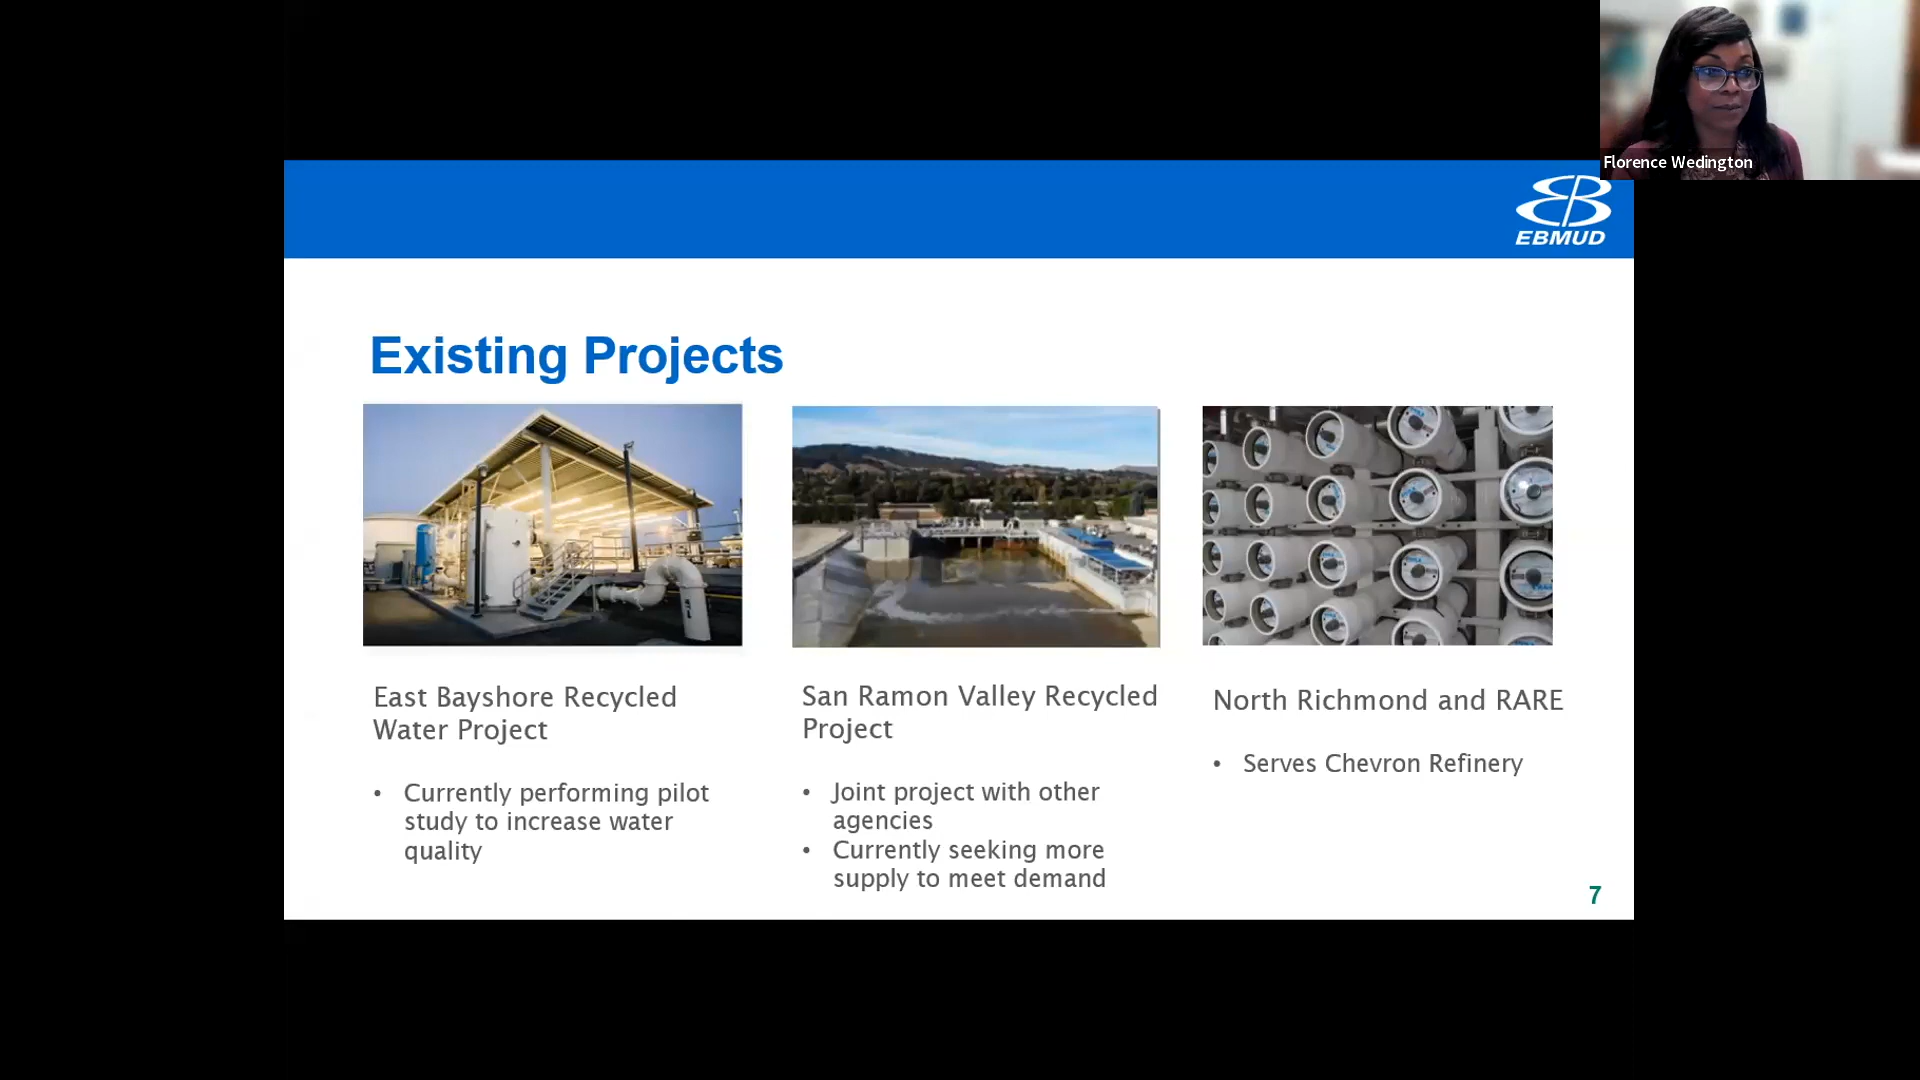 Florence Wedington
EBMUD
Existing Projects
East Bayshore Recycled
Water Project
• Currently performing pilot
study to increase water
quality
San Ramon Valley Recycled
Project
• Joint project with other
agencies
• Currently seeking more
supply to meet demand
North Richmond and RARE
• Serves Chevron Refinery
7